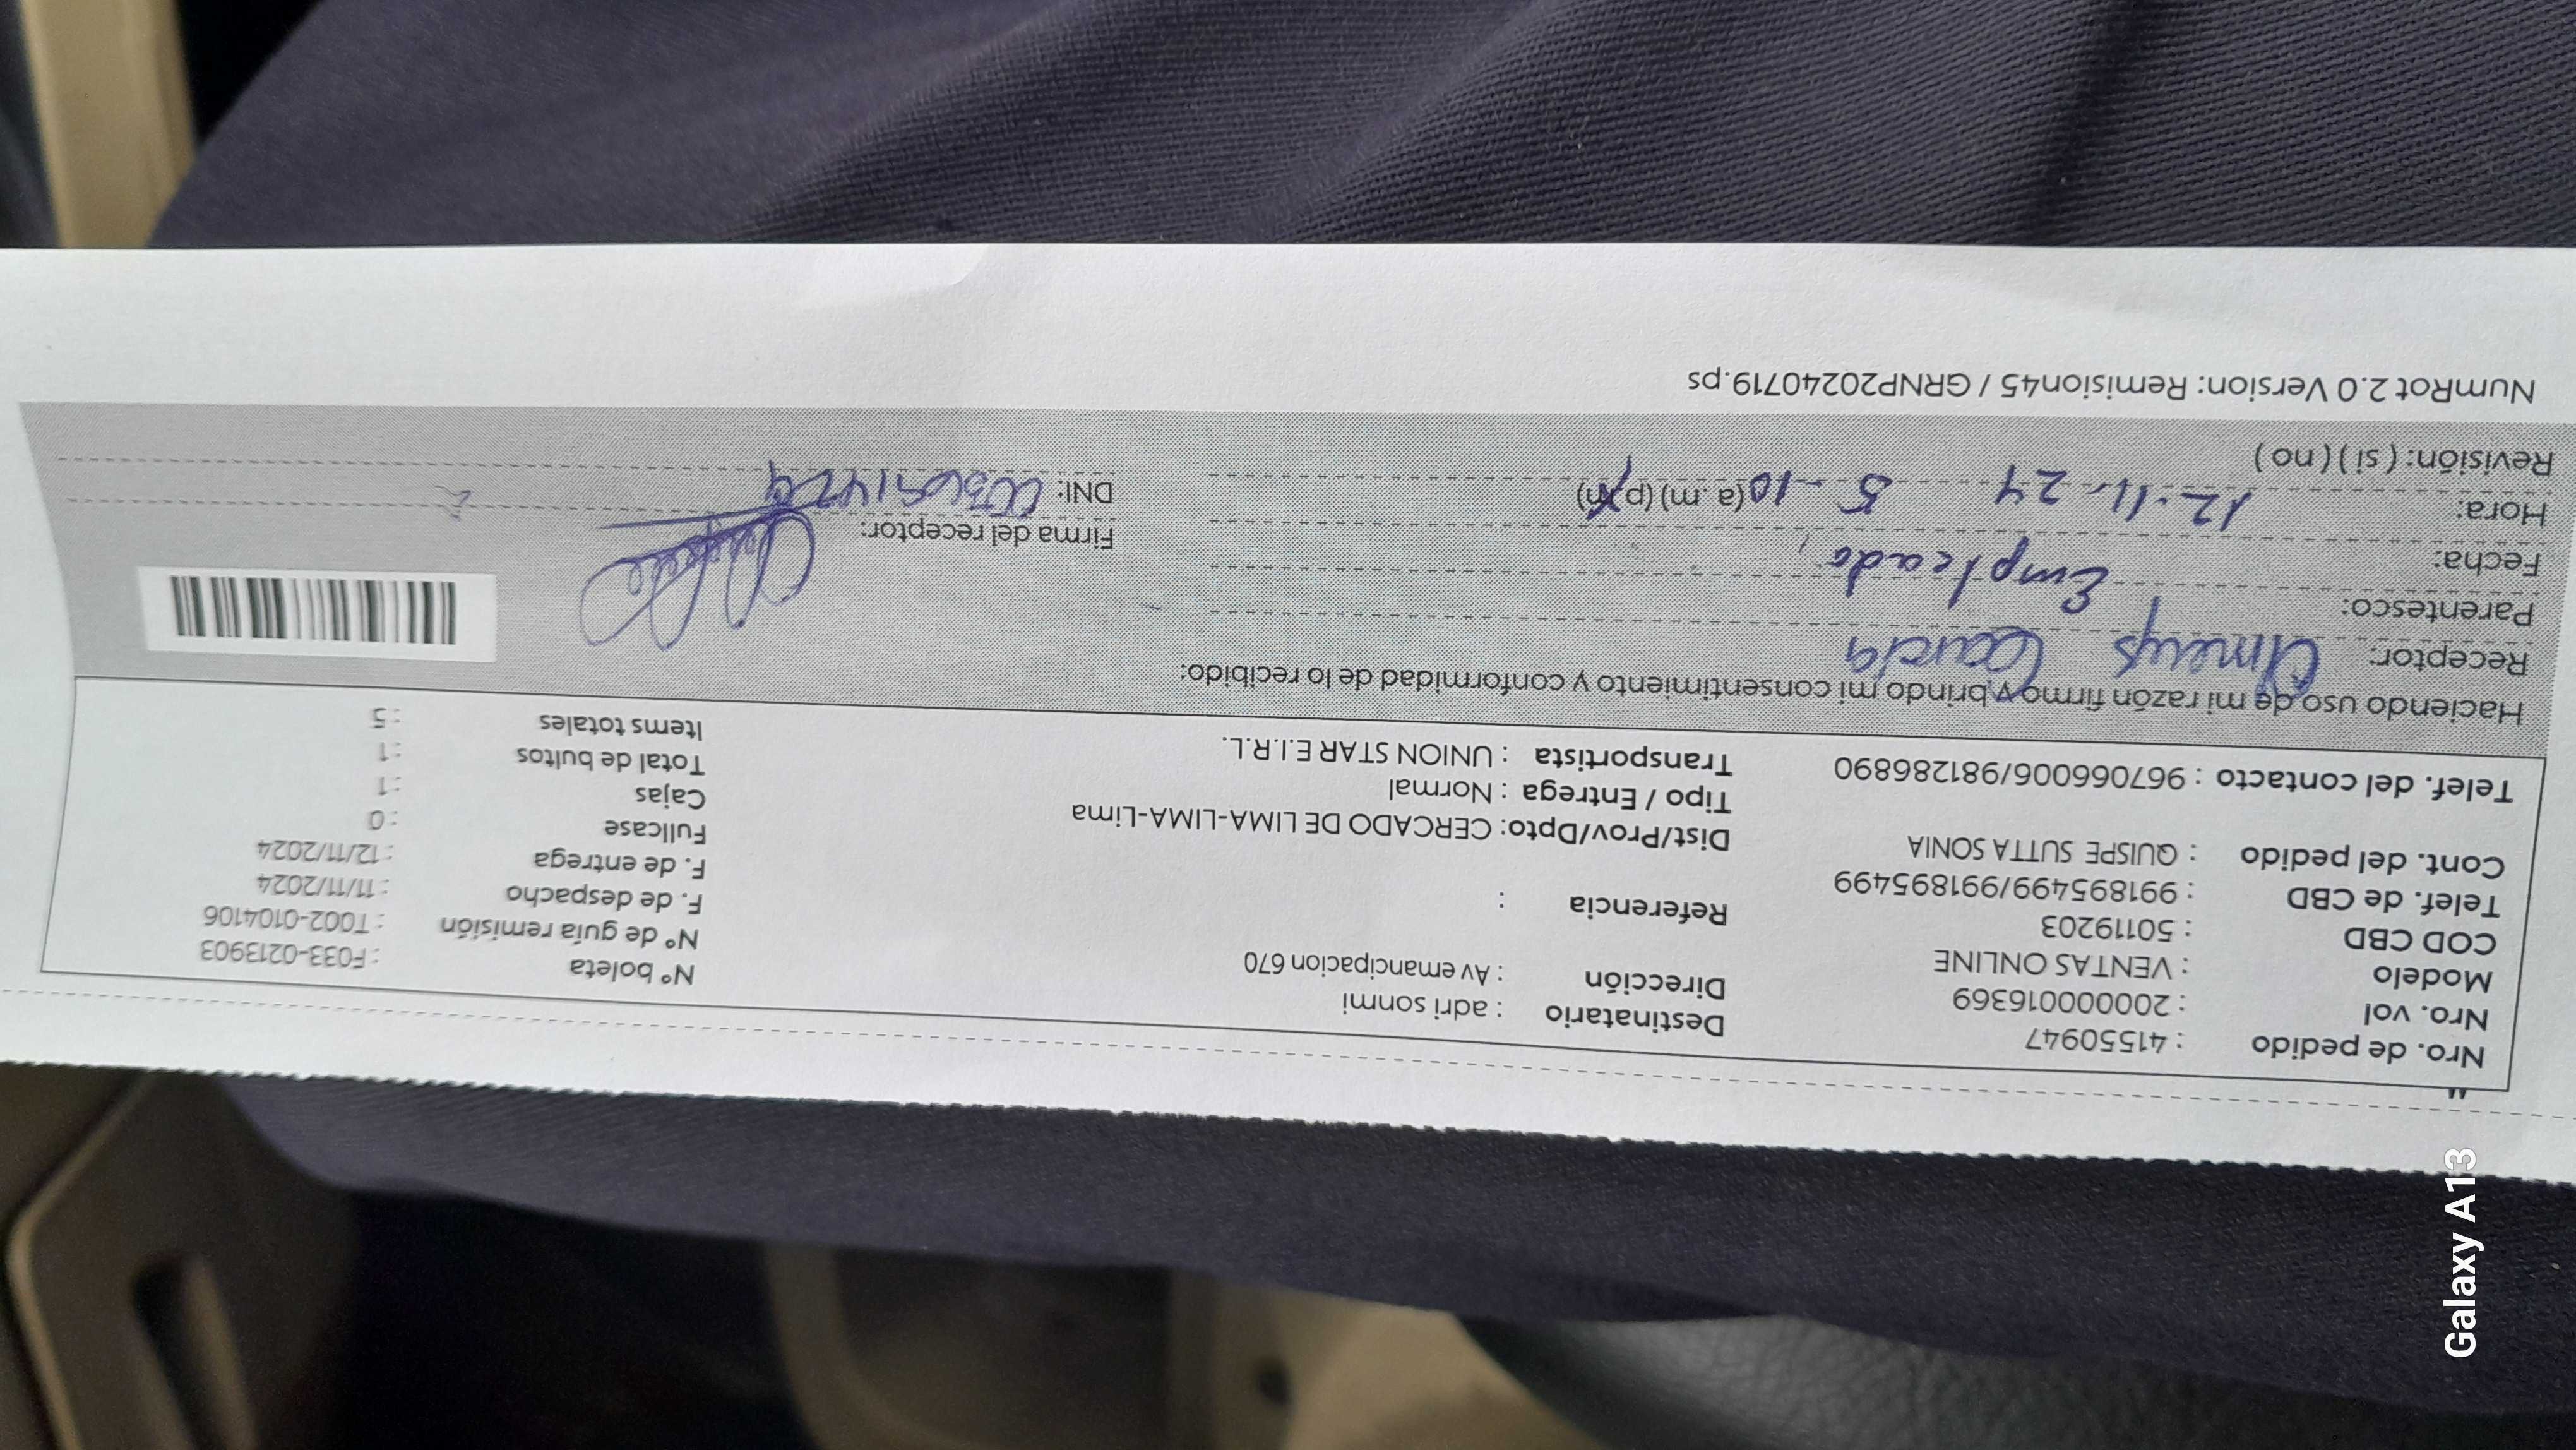 Nro. de pedido : 41550947
Nro. vol : 2000000016369
Modelo : VENTAS ONLINE
COD CBD : 50119203
Telef. de CBD : 991895499/991895499
Cont. del pedido : QUISPE SUTTA SONIA
Telef. del contacto : 967066006/981286890
Destinatario : adri sonmi
Dirección : Av emancipacion 670
Referencia :
Dist/Prov/Dpto: CERCADO DE LIMA-LIMA-Lima
Tipo / Entrega : Normal
Transportista : UNION STAR E.I.R.L.
N° boleta : F033-0213903
N° de guía remisión : T002-0104106
F. de despacho : 11/11/2024
F. de entrega : 12/11/2024
Fullcase : 0
Cajas : 1
Total de bultos : 1
Items totales : 5
Haciendo uso de mi razón firmo y brindo mi consentimiento y conformidad de lo recibido:
Receptor: García
Parentesco: Empleado
Fecha:
Hora: 12-11-24 5-10 (a.m) (p.m)
Revisión: ( si ) ( no )
Firma del receptor:
DNI:
NumRot 2.0 Version: Remision45 / GRNP20240719.ps
Galaxy A13